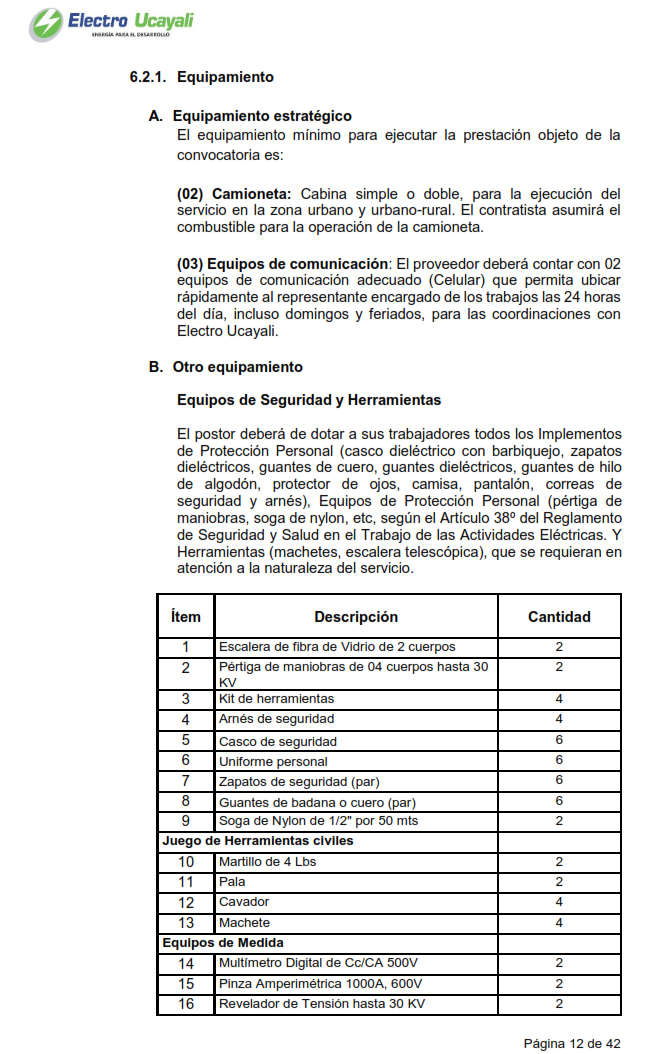 Electro Ucayali
ENERGÍA PARA EL DESARROLLO
6.2.1. Equipamiento
A. Equipamiento estratégico
El equipamiento mínimo para ejecutar la prestación objeto de la
convocatoria es:
(02) Camioneta: Cabina simple o doble, para la ejecución del
servicio en la zona urbano y urbano-rural. El contratista asumirá el
combustible para la operación de la camioneta.
(03) Equipos de comunicación: El proveedor deberá contar con 02
equipos de comunicación adecuado (Celular) que permita ubicar
rápidamente al representante encargado de los trabajos las 24 horas
del día, incluso domingos y feriados, para las coordinaciones con
Electro Ucayali.
B. Otro equipamiento
Equipos de Seguridad y Herramientas
El postor deberá de dotar a sus trabajadores todos los Implementos
de Protección Personal (casco dieléctrico con barbiquejo, zapatos
dieléctricos, guantes de cuero, guantes dieléctricos, guantes de hilo
de algodón, protector de ojos, camisa, pantalón, correas de
seguridad y arnés), Equipos de Protección Personal (pértiga de
maniobras, soga de nylon, etc, según el Artículo 38º del Reglamento
de Seguridad y Salud en el Trabajo de las Actividades Eléctricas. Y
Herramientas (machetes, escalera telescópica), que se requieran en
atención a la naturaleza del servicio.
Ítem Descripción Cantidad
1 Escalera de fibra de Vidrio de 2 cuerpos 2
2 Pértiga de maniobras de 04 cuerpos hasta 30 2
KV
3 Kit de herramientas 4
4 Arnés de seguridad 4
5 Casco de seguridad 6
6 Uniforme personal 6
7 Zapatos de seguridad (par) 6
8 Guantes de badana o cuero (par) 6
9 Soga de Nylon de 1/2" por 50 mts 2
Juego de Herramientas civiles
10 Martillo de 4 Lbs 2
11 Pala 2
12 Cavador 4
13 Machete 4
Equipos de Medida
14 Multímetro Digital de Cc/CA 500V 2
15 Pinza Amperimétrica 1000A, 600V 2
16 Revelador de Tensión hasta 30 KV 2
Página 12 de 42